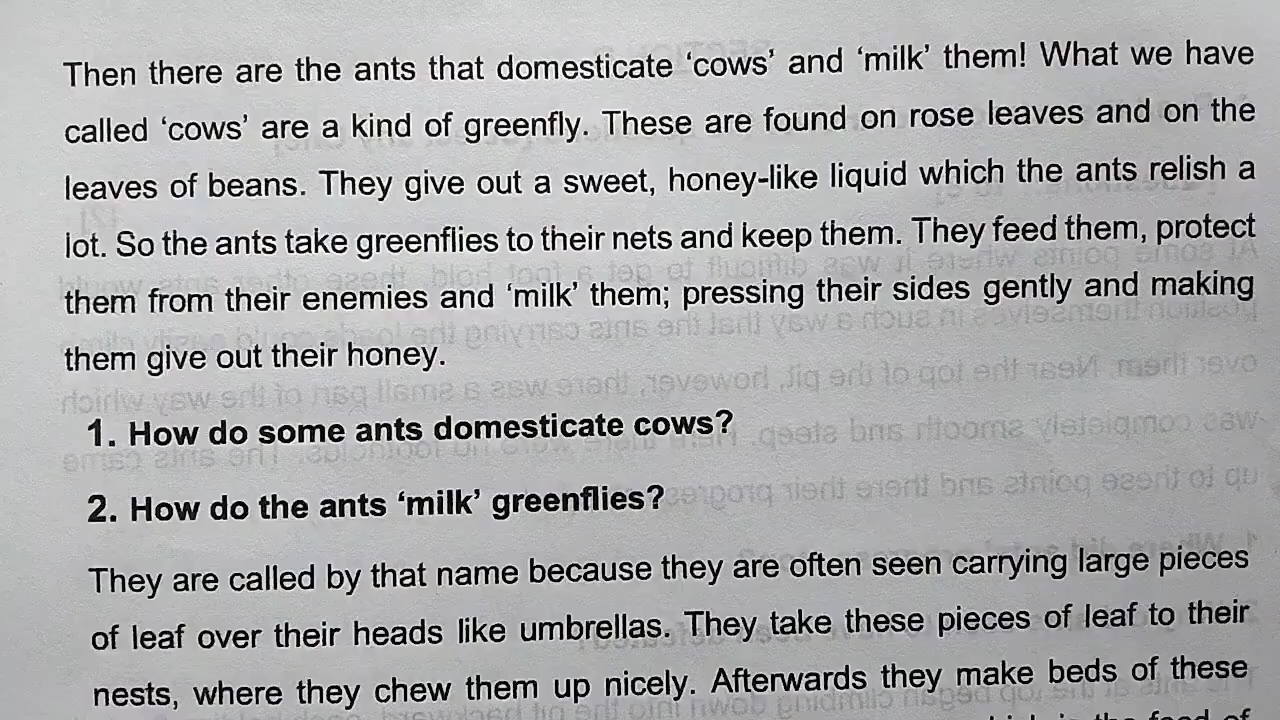 Then there are the ants that domesticate ‘cows’ and ‘milk’ them! What we have
called ‘cows’ are a kind of greenfly. These are found on rose leaves and on the
leaves of beans. They give out a sweet, honey-like liquid which the ants relish a
lot. So the ants take greenflies to their nets and keep them. They feed them, protect
them from their enemies and ‘milk’ them; pressing their sides gently and making
them give out their honey.
1. How do some ants domesticate cows?
2. How do the ants ‘milk’ greenflies?
They are called by that name because they are often seen carrying large pieces
of leaf over their heads like umbrellas. They take these pieces of leaf to their
nests, where they chew them up nicely. Afterwards they make beds of these
the food of